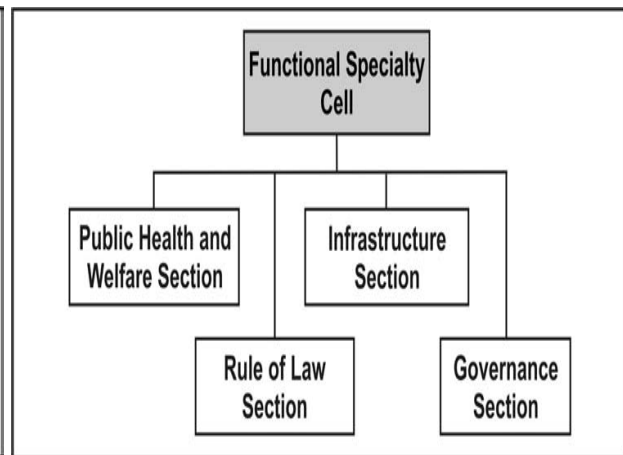 Functional Specialty
Cell
Public Health and
Welfare Section
Infrastructure
Section
Rule of Law
Section
Governance
Section